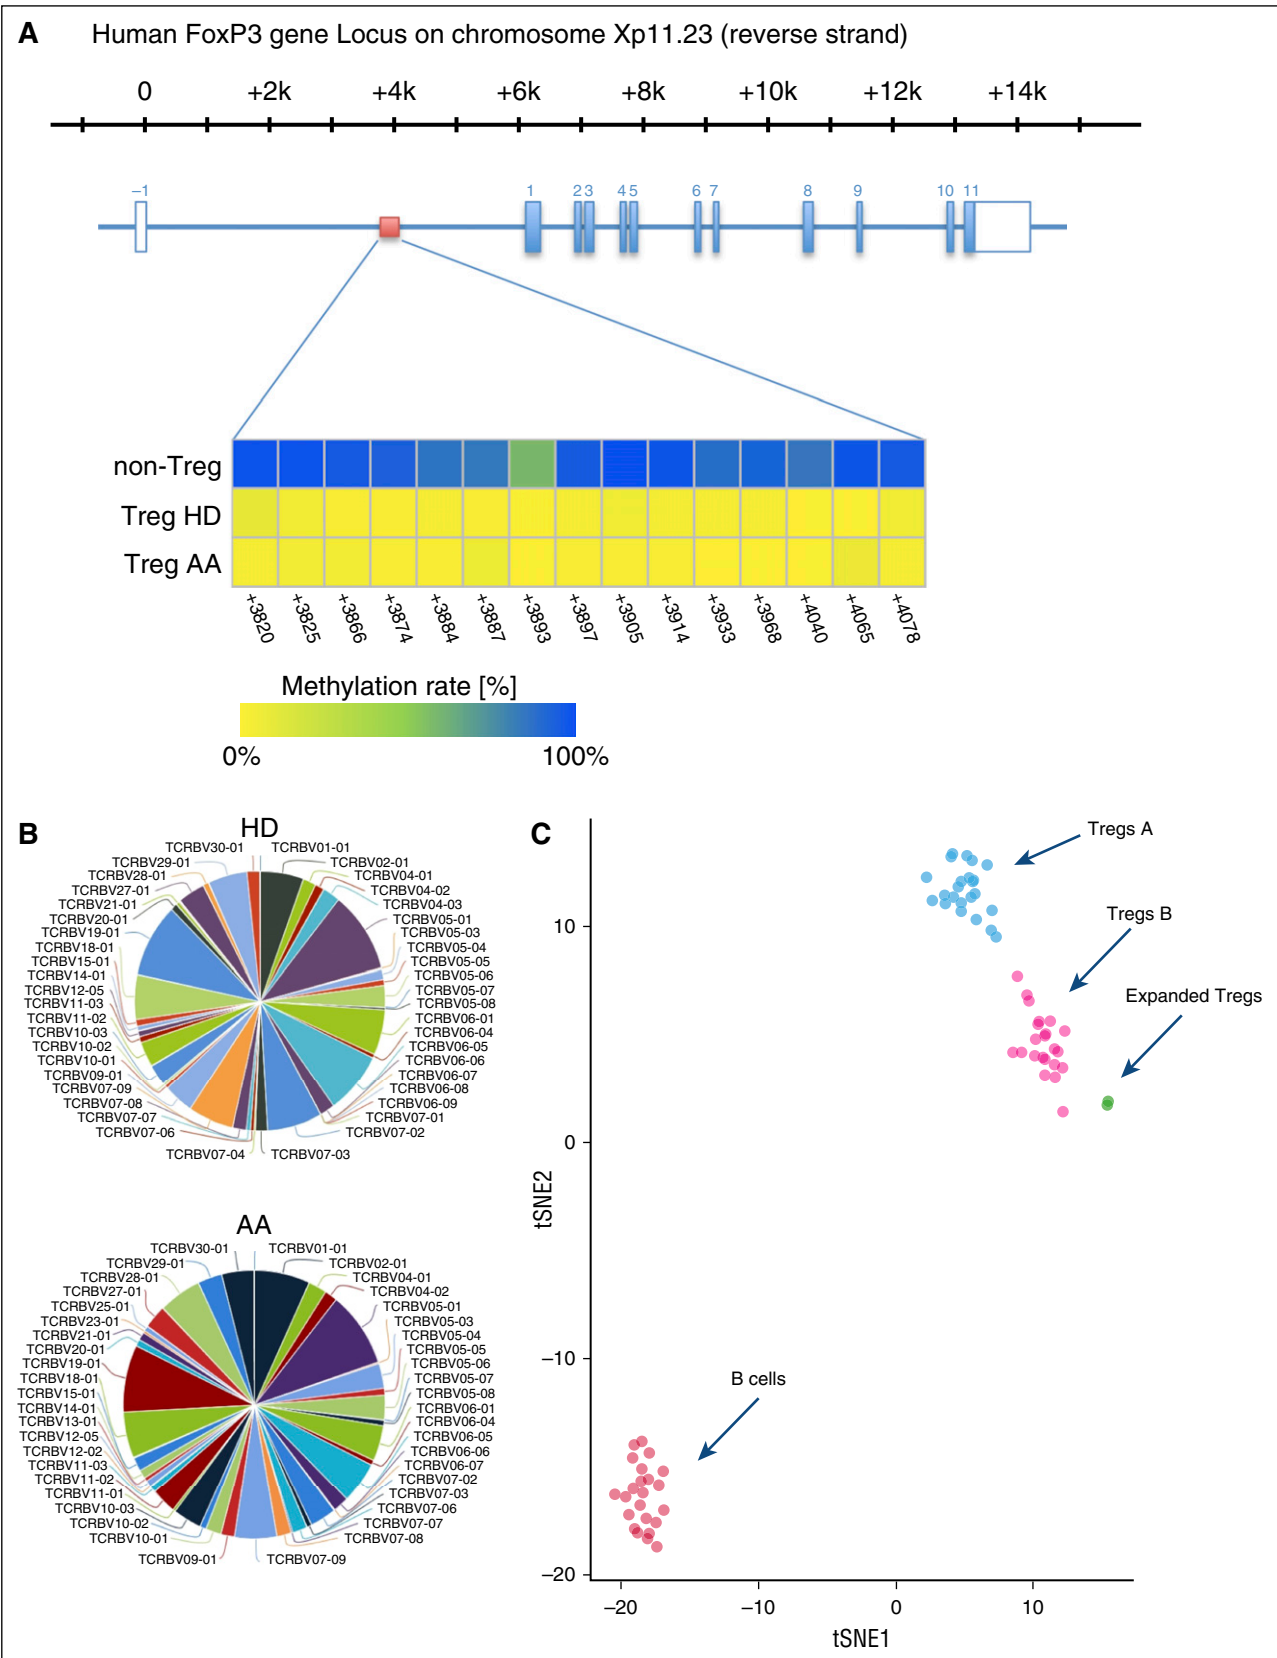 A Human FoxP3 gene Locus on chromosome Xp11.23 (reverse strand)
0 +2k +4k +6k +8k +10k +12k +14k
–1 1 2 3 4 5 6 7 8 9 10 11
non-Treg
Treg HD
Treg AA
+3820 +3825 +3866 +3874 +3884 +3887 +3893 +3897 +3905 +3914 +3933 +3968 +4040 +4065 +4078
Methylation rate [%]
0% 100%
B
HD
TCRBV30-01
TCRBV29-01
TCRBV28-01
TCRBV27-01
TCRBV21-01
TCRBV20-01
TCRBV19-01
TCRBV18-01
TCRBV15-01
TCRBV14-01
TCRBV12-05
TCRBV11-03
TCRBV11-02
TCRBV10-03
TCRBV10-02
TCRBV10-01
TCRBV09-01
TCRBV07-09
TCRBV07-08
TCRBV07-07
TCRBV07-06
TCRBV07-04
TCRBV01-01
TCRBV02-01
TCRBV04-01
TCRBV04-02
TCRBV04-03
TCRBV05-01
TCRBV05-03
TCRBV05-04
TCRBV05-05
TCRBV05-06
TCRBV05-07
TCRBV05-08
TCRBV06-01
TCRBV06-04
TCRBV06-05
TCRBV06-06
TCRBV06-07
TCRBV06-08
TCRBV06-09
TCRBV07-01
TCRBV07-02
TCRBV07-03
AA
TCRBV30-01
TCRBV29-01
TCRBV28-01
TCRBV27-01
TCRBV25-01
TCRBV23-01
TCRBV21-01
TCRBV20-01
TCRBV19-01
TCRBV18-01
TCRBV15-01
TCRBV14-01
TCRBV13-01
TCRBV12-05
TCRBV12-02
TCRBV11-03
TCRBV11-02
TCRBV11-01
TCRBV10-03
TCRBV10-02
TCRBV10-01
TCRBV09-01
TCRBV01-01
TCRBV02-01
TCRBV04-01
TCRBV04-02
TCRBV05-01
TCRBV05-03
TCRBV05-04
TCRBV05-05
TCRBV05-06
TCRBV05-07
TCRBV05-08
TCRBV06-01
TCRBV06-04
TCRBV06-05
TCRBV06-06
TCRBV06-07
TCRBV07-02
TCRBV07-03
TCRBV07-06
TCRBV07-07
TCRBV07-08
TCRBV07-09
C
Tregs A
Tregs B
Expanded Tregs
B cells
10
0
–10
–20
tSNE2
–20 –10 0 10
tSNE1